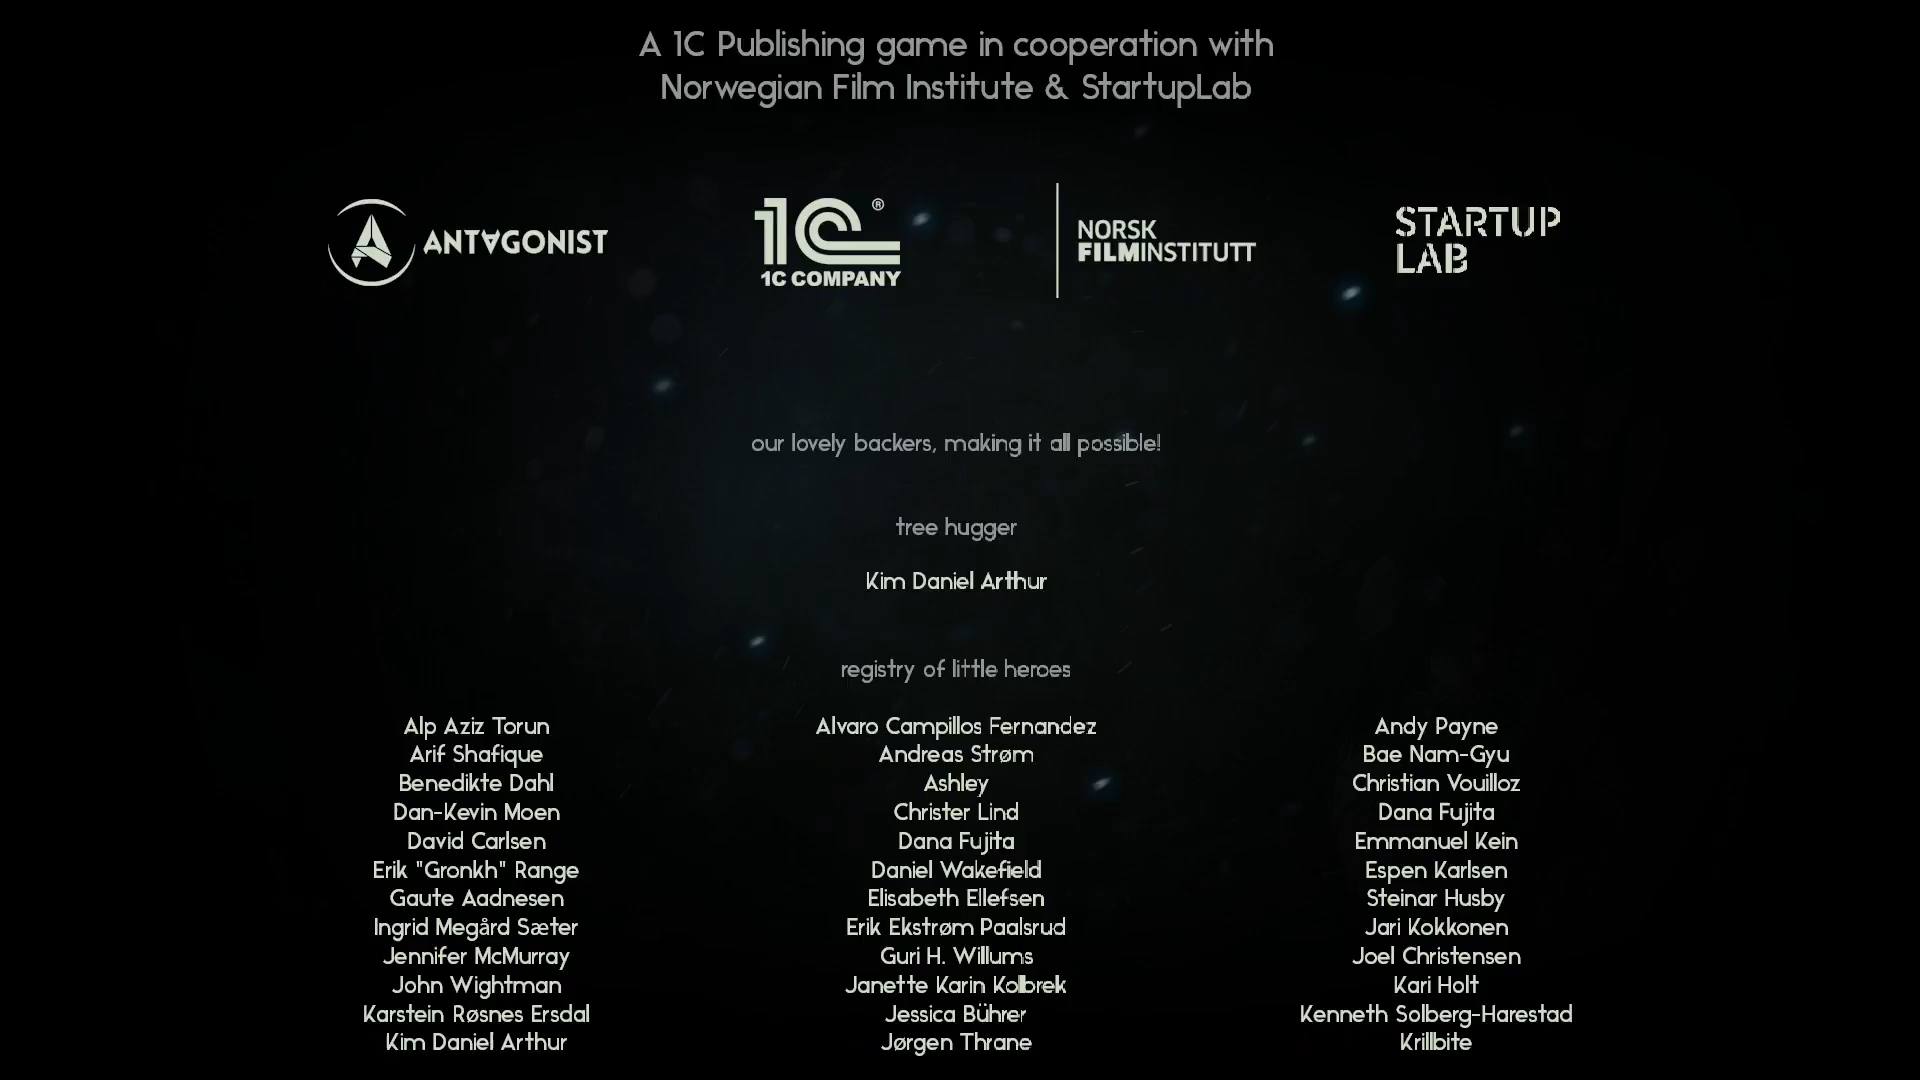 A 1C Publishing game in cooperation with
Norwegian Film Institute & StartupLab
ANTAGONIST
1C ®
1C COMPANY
NORSK
FILMINSTITUTT
STARTUP
LAB
our lovely backers, making it all possible!
tree hugger
Kim Daniel Arthur
registry of little heroes
Alp Aziz Torun
Arif Shafique
Benedikte Dahl
Dan-Kevin Moen
David Carlsen
Erik "Gronkh" Range
Gaute Aadnesen
Ingrid Megård Sæter
Jennifer McMurray
John Wightman
Karstein Røsnes Ersdal
Kim Daniel Arthur
Alvaro Campillos Fernandez
Andreas Strøm
Ashley
Christer Lind
Dana Fujita
Daniel Wakefield
Elisabeth Ellefsen
Erik Ekstrøm Paalsrud
Guri H. Willums
Janette Karin Kolbrek
Jessica Bührer
Jørgen Thrane
Andy Payne
Bae Nam-Gyu
Christian Vouilloz
Dana Fujita
Emmanuel Kein
Espen Karlsen
Steinar Husby
Jari Kokkonen
Joel Christensen
Kari Holt
Kenneth Solberg-Harestad
Krillbite